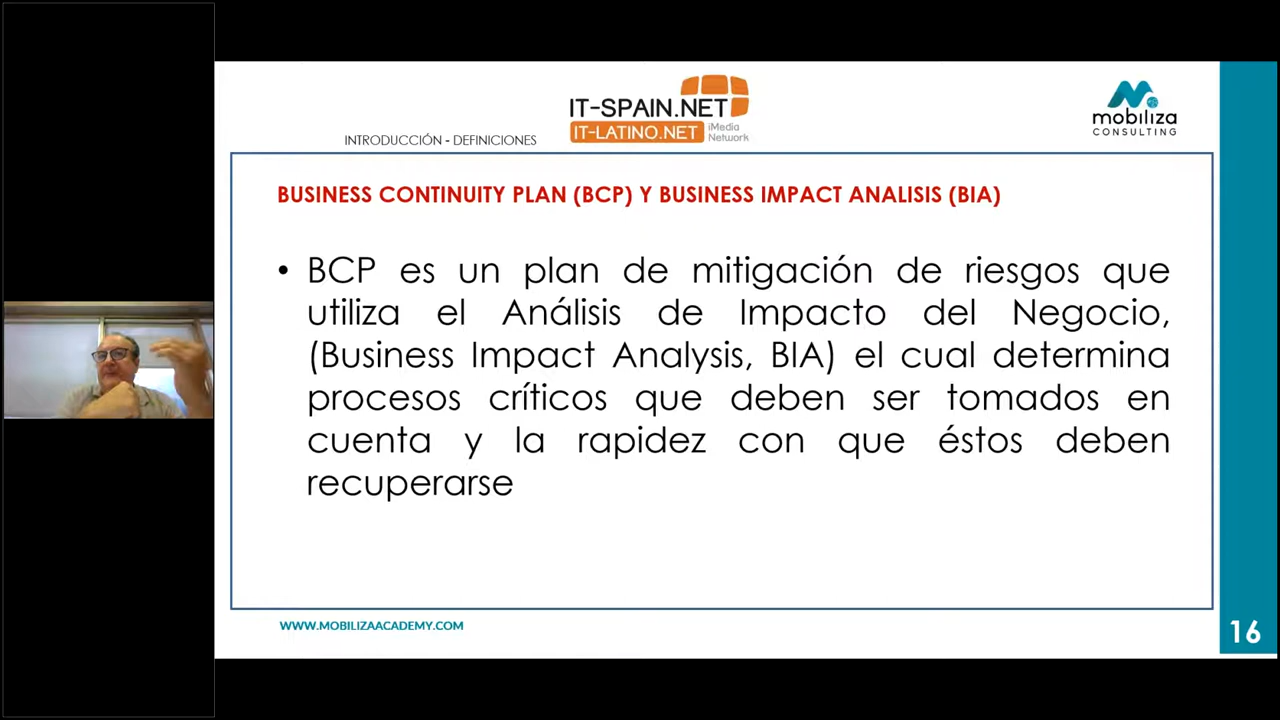 IT-SPAIN.NET
IT-LATINO.NET
iMedia
Network
mobiliza
CONSULTING
INTRODUCCIÓN - DEFINICIONES
BUSINESS CONTINUITY PLAN (BCP) Y BUSINESS IMPACT ANALISIS (BIA)
• BCP es un plan de mitigación de riesgos que
utiliza el Análisis de Impacto del Negocio,
(Business Impact Analysis, BIA) el cual determina
procesos críticos que deben ser tomados en
cuenta y la rapidez con que éstos deben
recuperarse
WWW.MOBILIZAACADEMY.COM
16